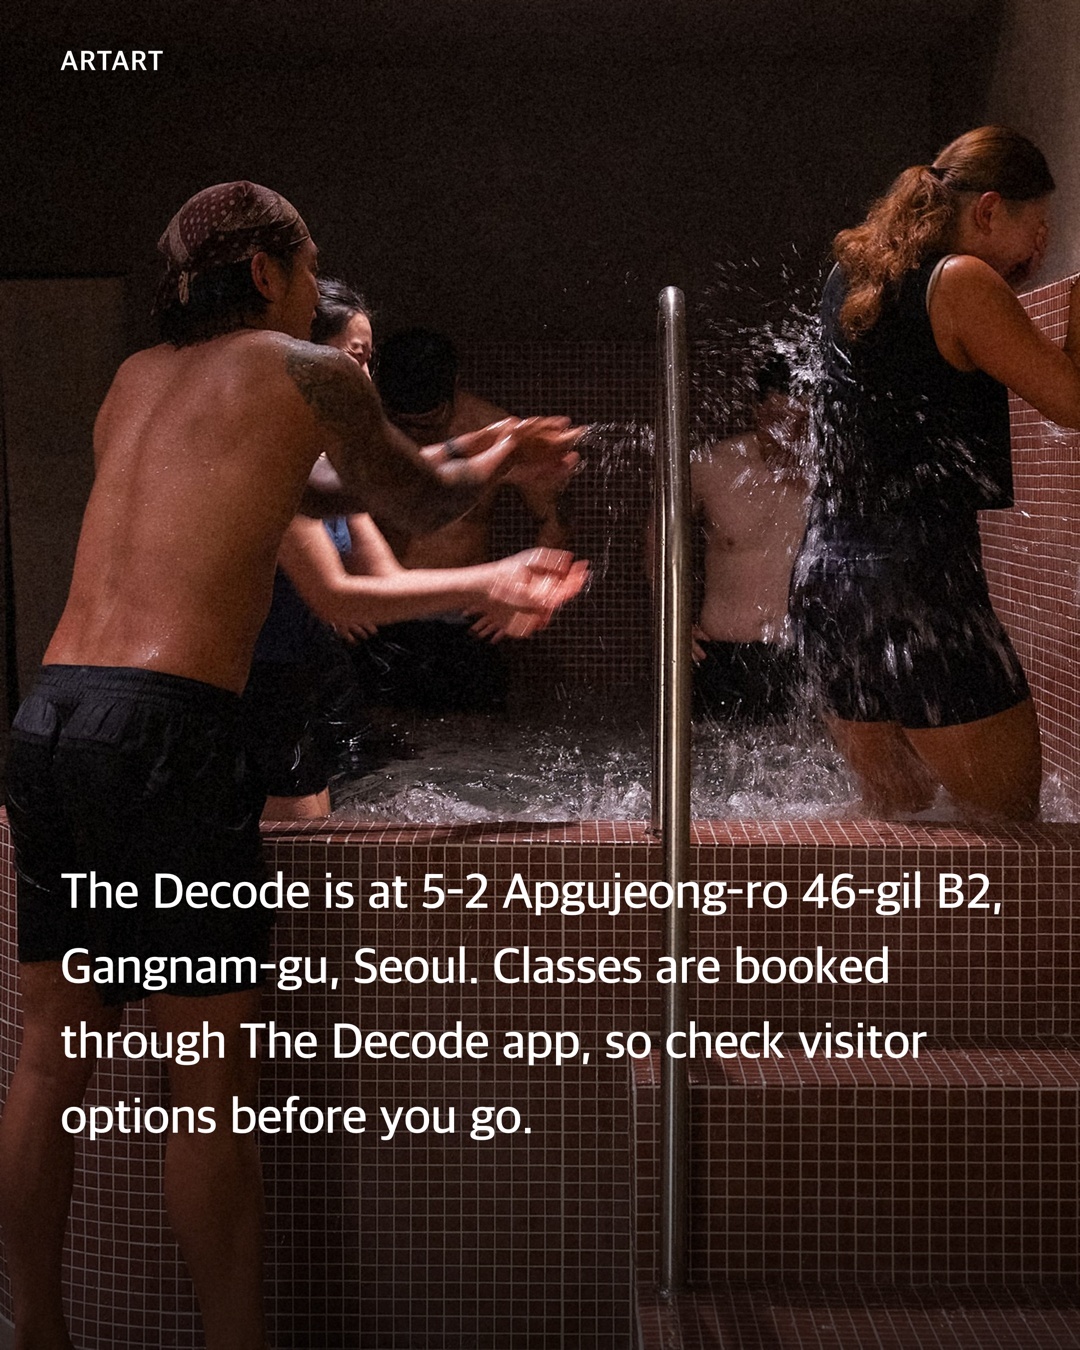 ARTART
The Decode is at 5-2 Apgujeong-ro 46-gil B2,
Gangnam-gu, Seoul. Classes are booked
through The Decode app, so check visitor
options before you go.